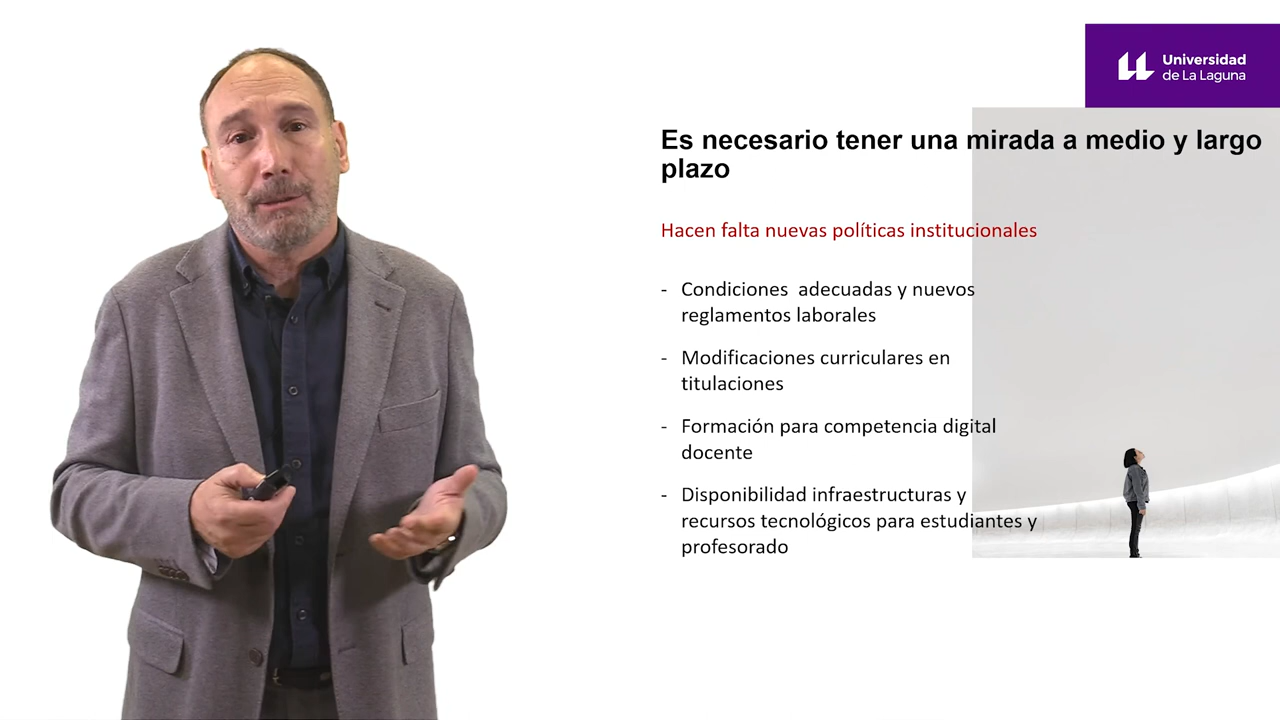 Universidad
de La Laguna
Es necesario tener una mirada a medio y largo
plazo
Hacen falta nuevas políticas institucionales
- Condiciones  adecuadas y nuevos
reglamentos laborales
- Modificaciones curriculares en
titulaciones
- Formación para competencia digital
docente
- Disponibilidad infraestructuras y
recursos tecnológicos para estudiantes y
profesorado